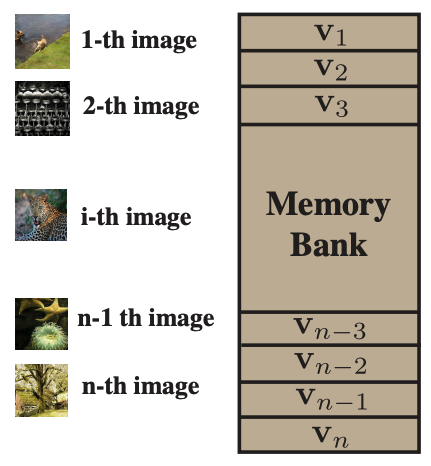 1-th image
2-th image
i-th image
n-1 th image
n-th image
v₁
v₂
v₃
Memory
Bank
vₙ₋₃
vₙ₋₂
vₙ₋₁
vₙ